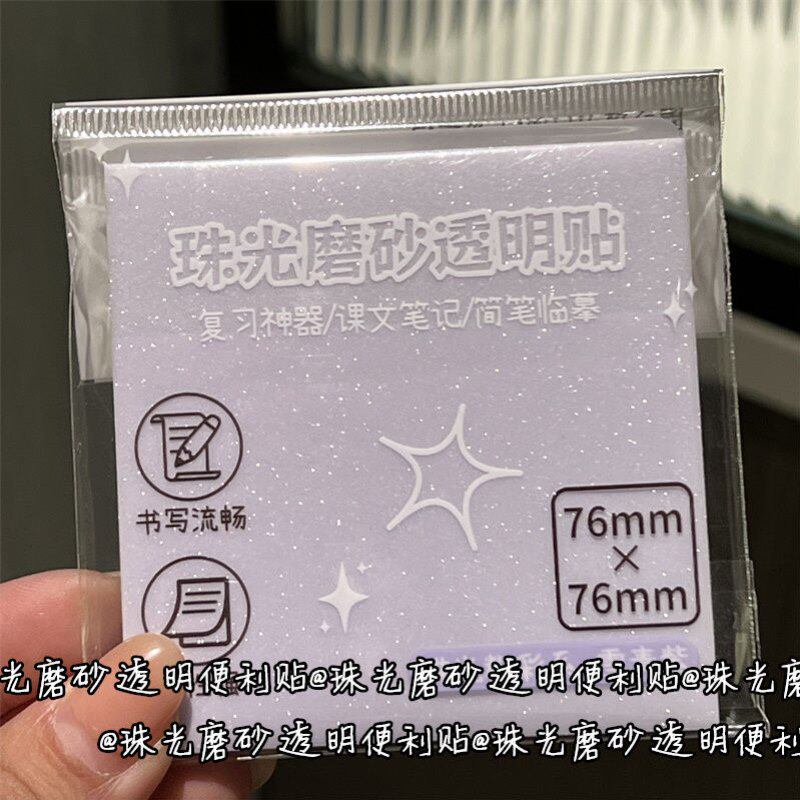 珠光磨砂透明贴
复习神器/课文笔记/简笔临摹
书写流畅
76mm
×
76mm
光磨砂透明便利贴@珠光磨砂透明便利贴@珠光磨
@珠光磨砂透明便利贴@珠光磨砂透明便利